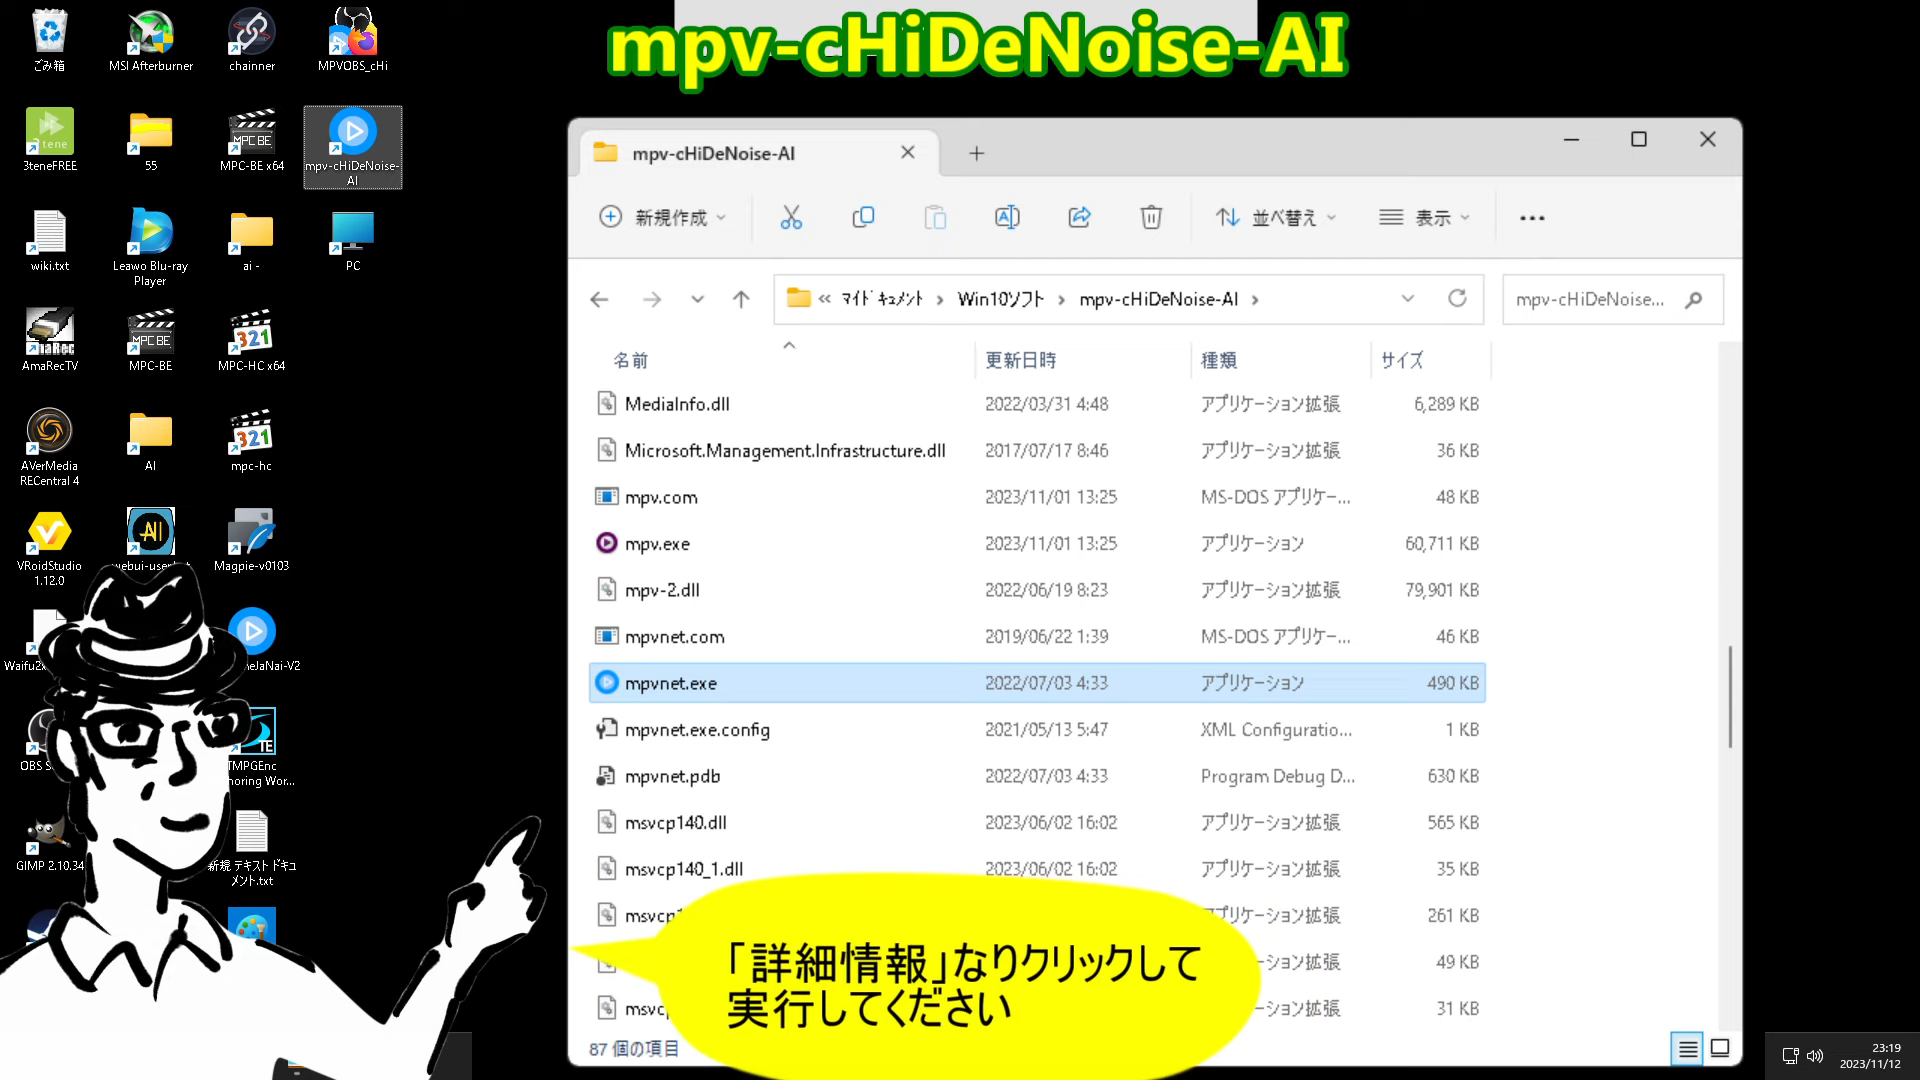 mpv-cHiDeNoise-AI
ごみ箱
MSI Afterburner
chainner
MPVOBS_cHi
3teneFREE
55
MPC-BE x64
mpv-cHiDeNoise-
AI
wiki.txt
Leawo Blu-ray
Player
ai -
PC
AmaRecTV
MPC-BE
MPC-HC x64
AVerMedia
RECentral 4
AI
mpc-hc
VRoidStudio
1.12.0
Magpie-v0103
GIMP 2.10.34
新規 テキスト ドキュ
メント.txt
mpv-cHiDeNoise-AI
新規作成
並べ替え
表示
« マイドキュメント › Win10ソフト › mpv-cHiDeNoise-AI ›
mpv-cHiDeNoise...
名前 更新日時 種類 サイズ
MediaInfo.dll 2022/03/31 4:48 アプリケーション拡張 6,289 KB
Microsoft.Management.Infrastructure.dll 2017/07/17 8:46 アプリケーション拡張 36 KB
mpv.com 2023/11/01 13:25 MS-DOS アプリケー... 48 KB
mpv.exe 2023/11/01 13:25 アプリケーション 60,711 KB
mpv-2.dll 2022/06/19 8:23 アプリケーション拡張 79,901 KB
mpvnet.com 2019/06/22 1:39 MS-DOS アプリケー... 46 KB
mpvnet.exe 2022/07/03 4:33 アプリケーション 490 KB
mpvnet.exe.config 2021/05/13 5:47 XML Configuratio... 1 KB
mpvnet.pdb 2022/07/03 4:33 Program Debug D... 630 KB
msvcp140.dll 2023/06/02 16:02 アプリケーション拡張 565 KB
msvcp140_1.dll 2023/06/02 16:02 アプリケーション拡張 35 KB
261 KB
49 KB
31 KB
「詳細情報」なりクリックして
実行してください
87 個の項目
23:19
2023/11/12